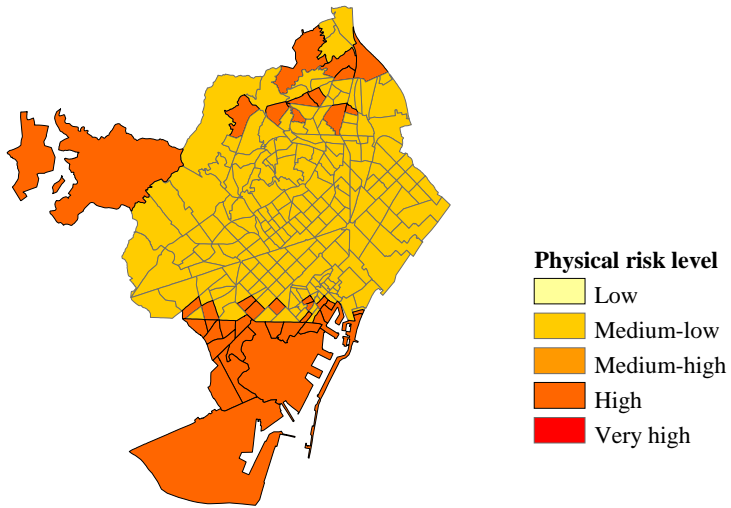 Physical risk level
Low
Medium-low
Medium-high
High
Very high